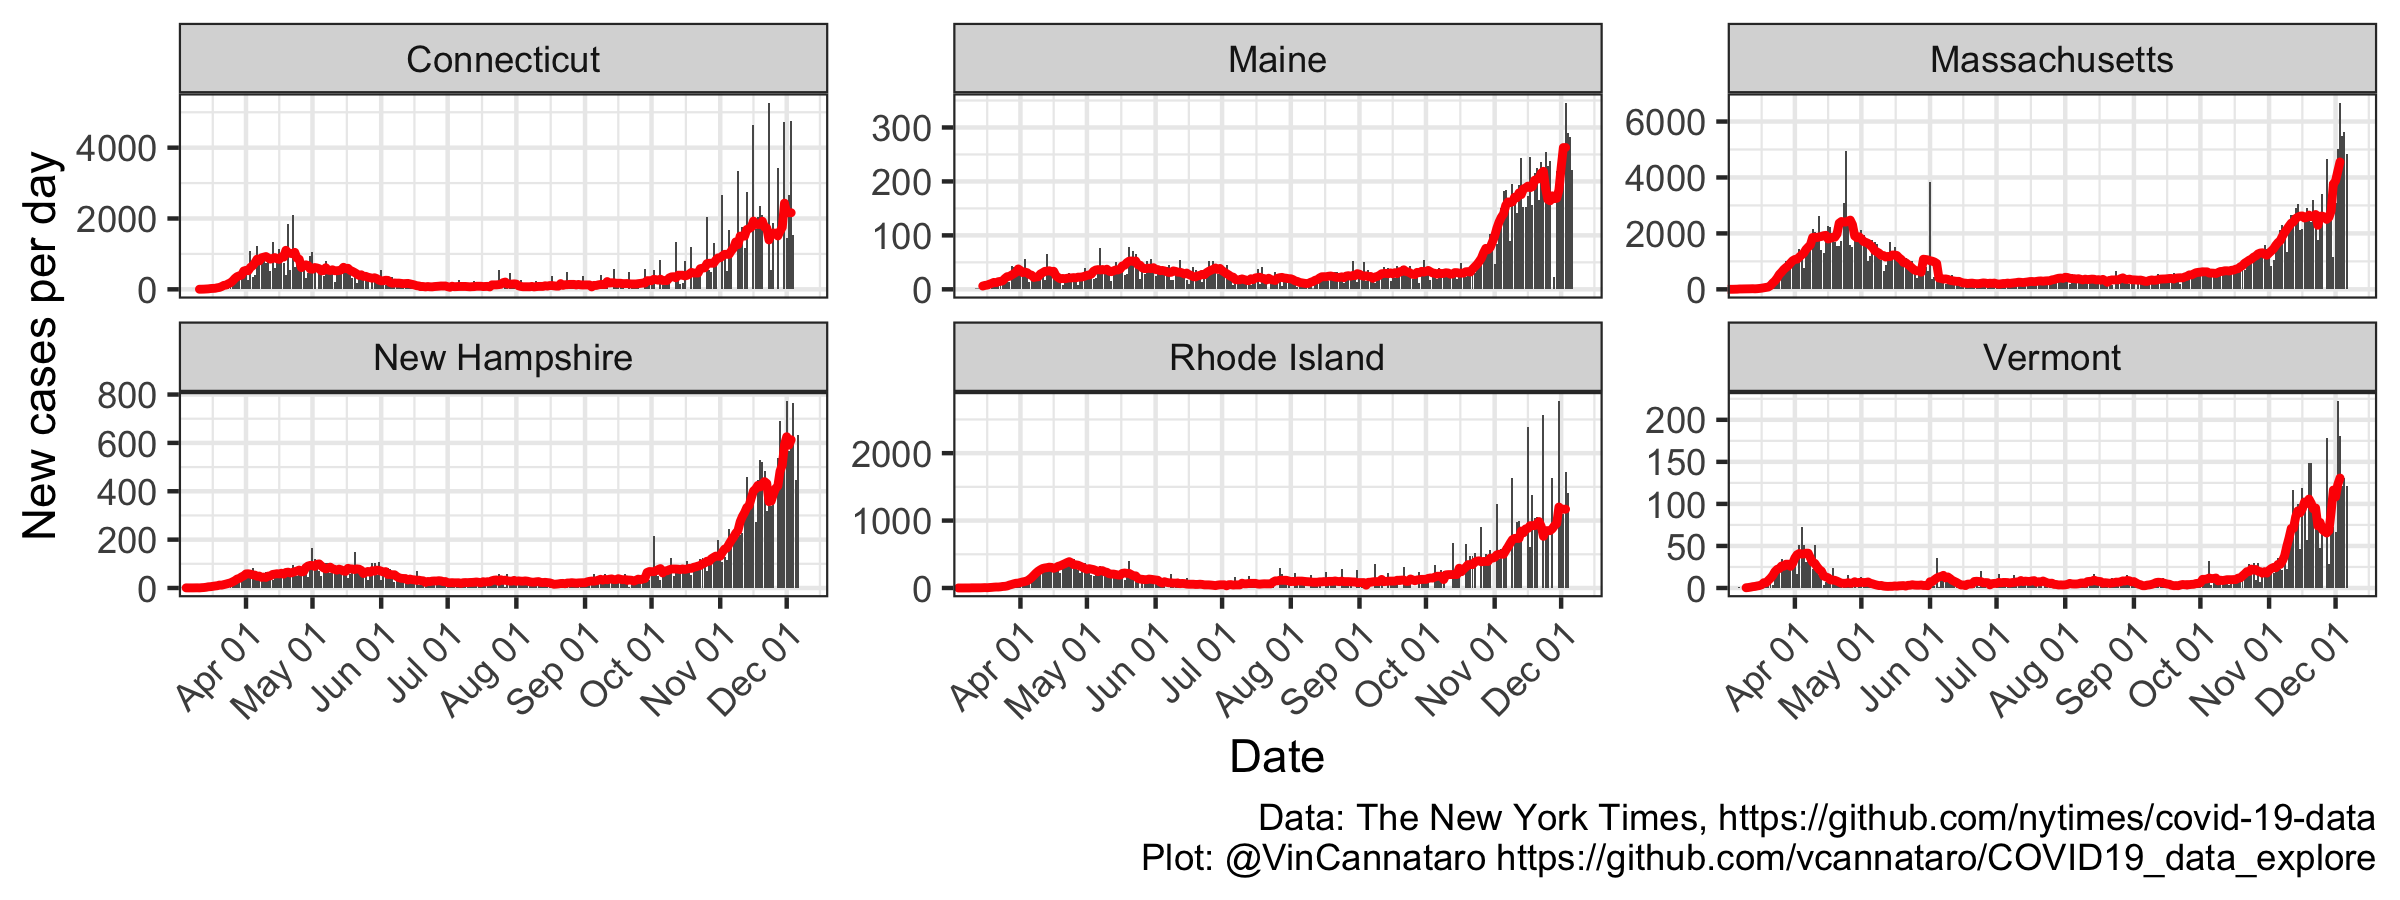 Connecticut
Maine
Massachusetts
New cases per day
4000
2000
0
300
200
100
0
6000
4000
2000
0
New Hampshire
Rhode Island
Vermont
800
600
400
200
0
2000
1000
0
200
150
100
50
0
Apr 01 May 01 Jun 01 Jul 01 Aug 01 Sep 01 Oct 01 Nov 01 Dec 01
Apr 01 May 01 Jun 01 Jul 01 Aug 01 Sep 01 Oct 01 Nov 01 Dec 01
Apr 01 May 01 Jun 01 Jul 01 Aug 01 Sep 01 Oct 01 Nov 01 Dec 01
Date
Data: The New York Times, https://github.com/nytimes/covid-19-data
Plot: @VinCannataro https://github.com/vcannataro/COVID19_data_explore